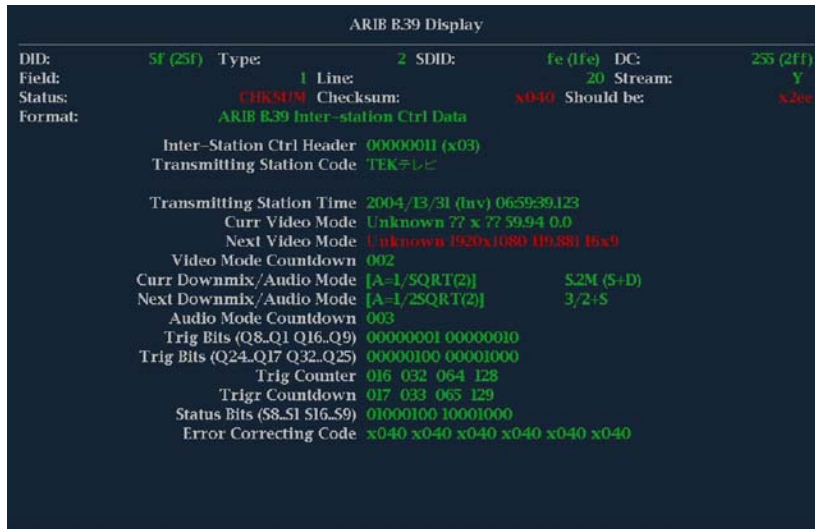 ARIB B.39 Display
DID: 5f (25f) Type: 2 SDID: fe (1fe) DC: 255 (2ff)
Field: 1 Line: 20 Stream: Y
Status: CHKSUM Checksum: x040 Should be: x2ee
Format: ARIB B.39 Inter-station Ctrl Data
Inter-Station Ctrl Header 00000011 (x03)
Transmitting Station Code TEKテレビ
Transmitting Station Time 2004/13/31 (Inv) 06:59:39.123
Curr Video Mode Unknown ?? x ?? 59.94 0.0
Next Video Mode Unknown 1920x1080 119.881 16x9
Video Mode Countdown 002
Curr Downmix/Audio Mode [A=1/SQRT(2)] 5.2M (S+D)
Next Downmix/Audio Mode [A=1/2SQRT(2)] 3/2+S
Audio Mode Countdown 003
Trig Bits (Q8..Q1 Q16..Q9) 00000001 00000010
Trig Bits (Q24..Q17 Q32..Q25) 00000100 00001000
Trig Counter 016 032 064 128
Trigr Countdown 017 033 065 129
Status Bits (S8..S1 S16..S9) 01000100 10001000
Error Correcting Code x040 x040 x040 x040 x040 x040